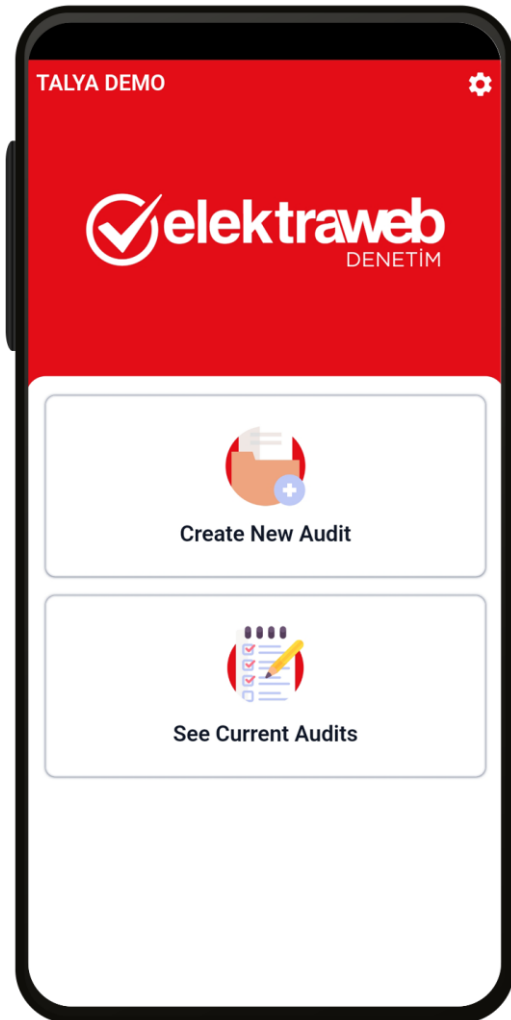 TALYA DEMO
elektraweb
DENETİM
Create New Audit
See Current Audits